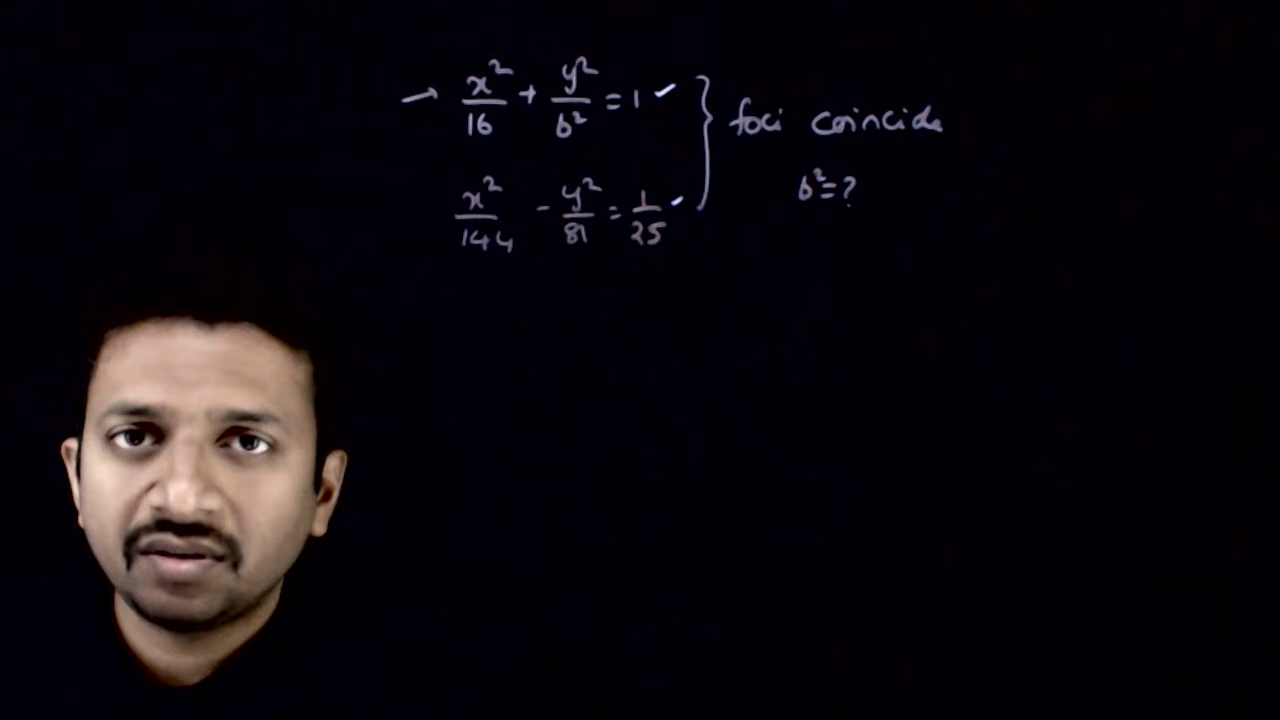 → x²/16 + y²/b² = 1 ✓ } foci coincide
b² = ?
x²/144 - y²/81 = 1/25 ✓